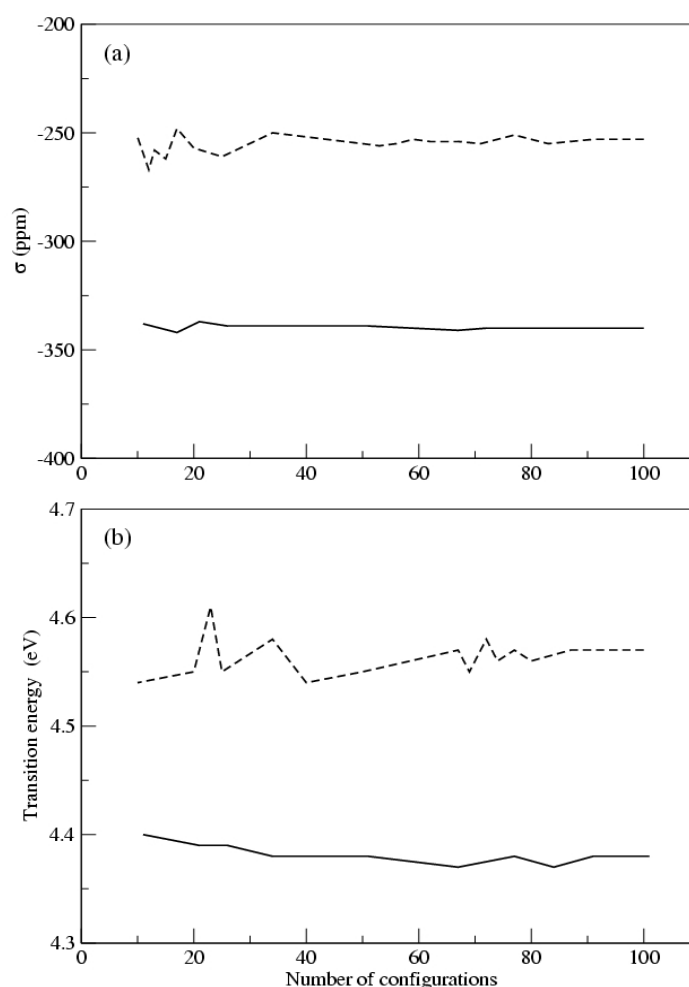 -200
(a)
-250
σ (ppm)
-300
-350
-400
0 20 40 60 80 100
4.7
(b)
4.6
Transition energy (eV)
4.5
4.4
4.3
0 20 40 60 80 100
Number of configurations